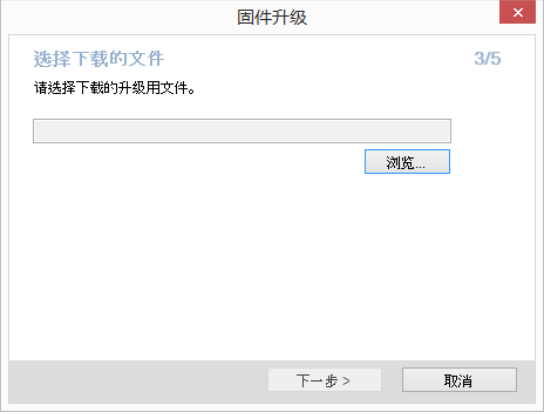 固件升级
选择下载的文件 3/5
请选择下载的升级用文件。
浏览...
下一步 > 取消